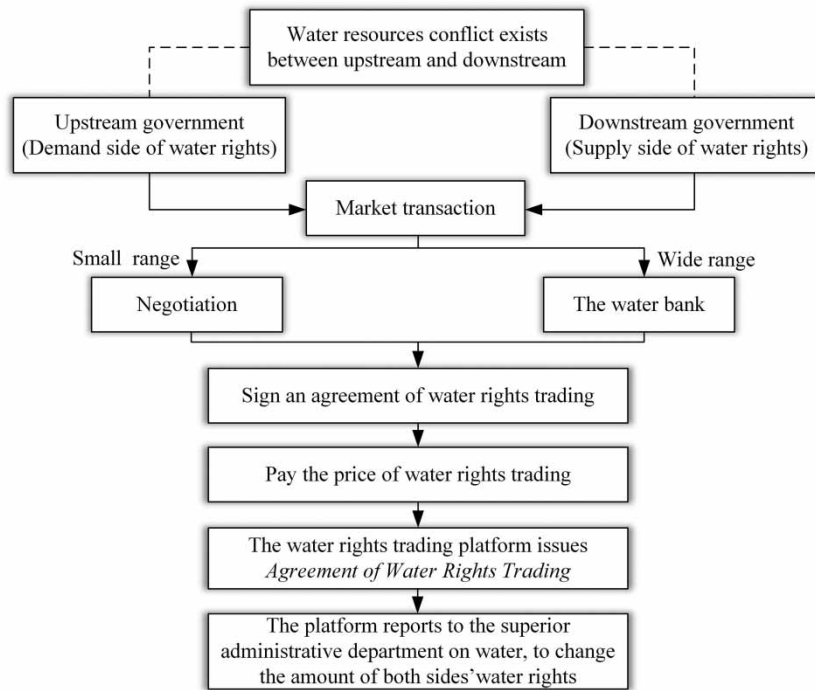 Water resources conflict exists
between upstream and downstream
Upstream government
(Demand side of water rights)
Downstream government
(Supply side of water rights)
Market transaction
Small range
Wide range
Negotiation
The water bank
Sign an agreement of water rights trading
Pay the price of water rights trading
The water rights trading platform issues
Agreement of Water Rights Trading
The platform reports to the superior
administrative department on water, to change
the amount of both sides’water rights